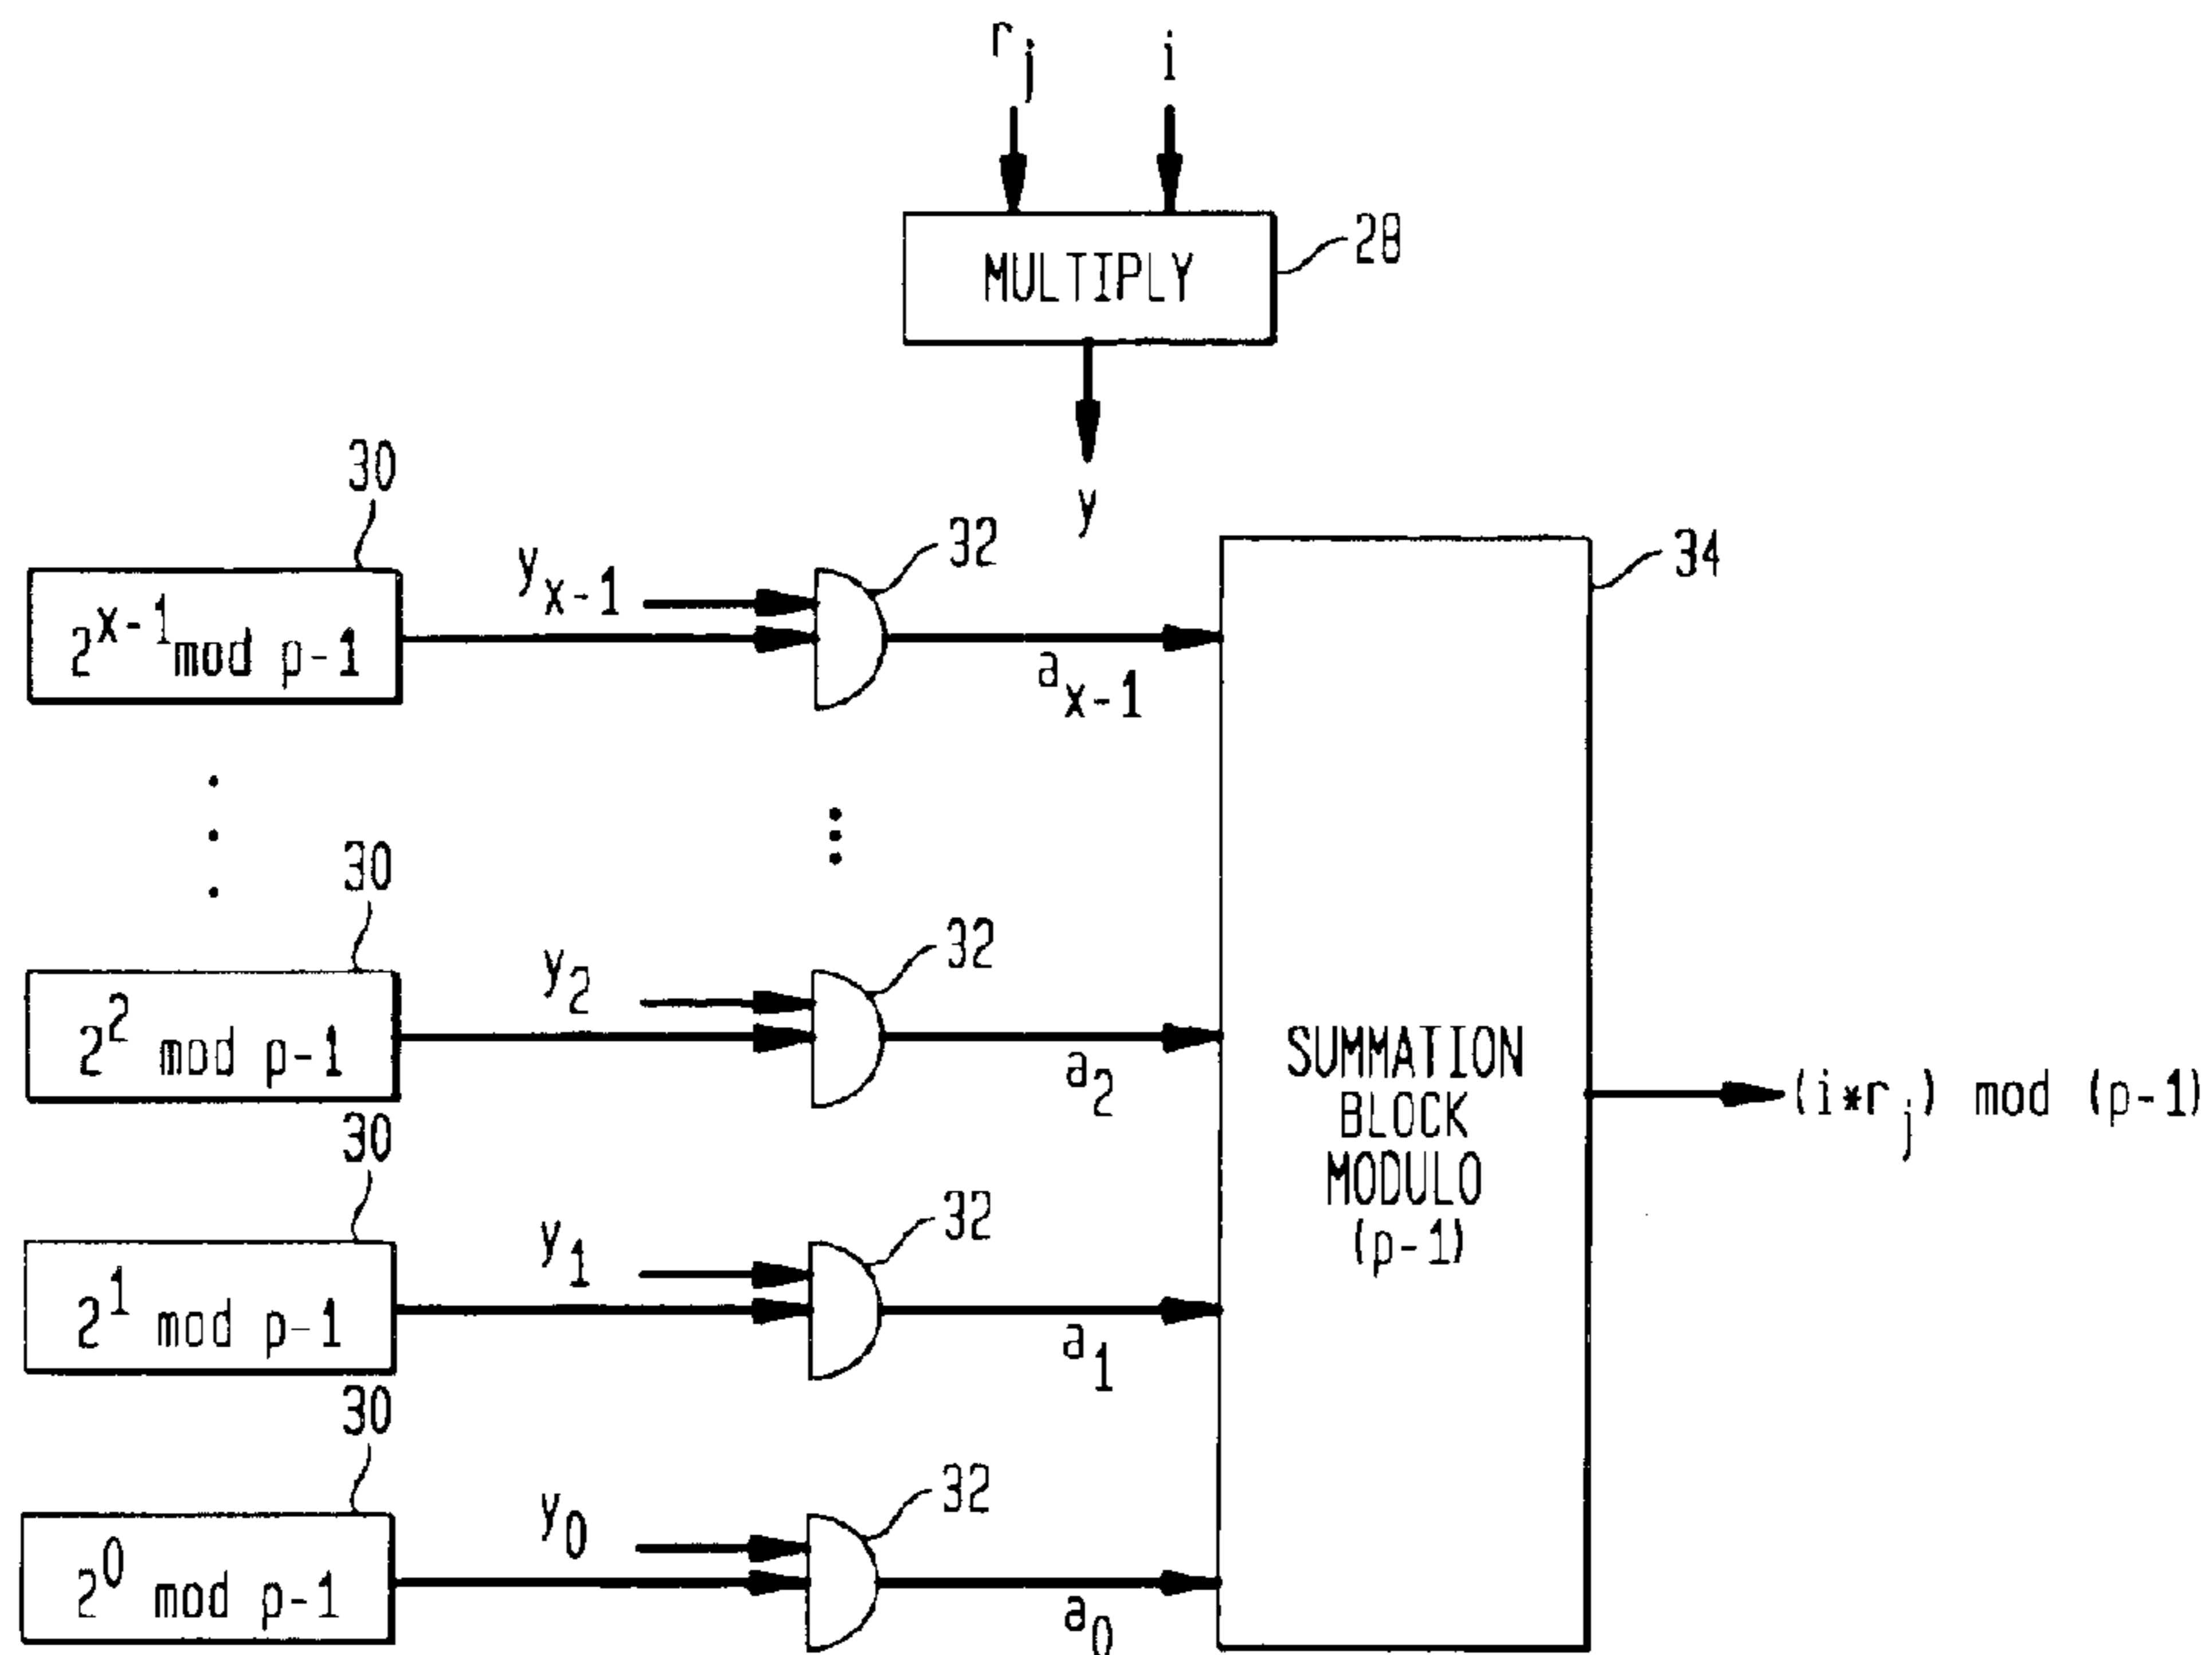 r_j i
MULTIPLY
28
y
30
2^x-1 mod p-1
y_x-1
32
a_x-1
34
30
2^2 mod p-1
y_2
32
a_2
30
2^1 mod p-1
y_1
32
a_1
30
2^0 mod p-1
y_0
32
a_0
SUMMATION
BLOCK
MODULO
(p-1)
(i*r_j) mod (p-1)